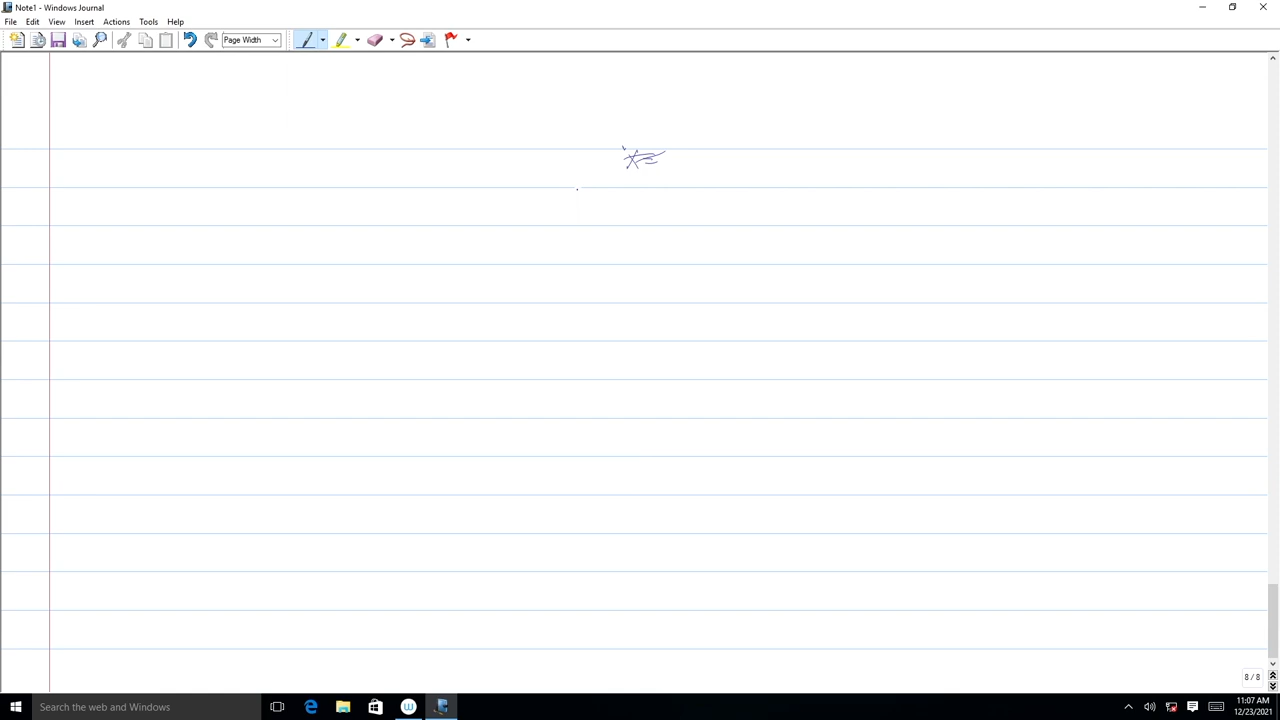 Note1 - Windows Journal
File Edit View Insert Actions Tools Help
Page Width
8 / 8
Search the web and Windows
11:07 AM
12/23/2021